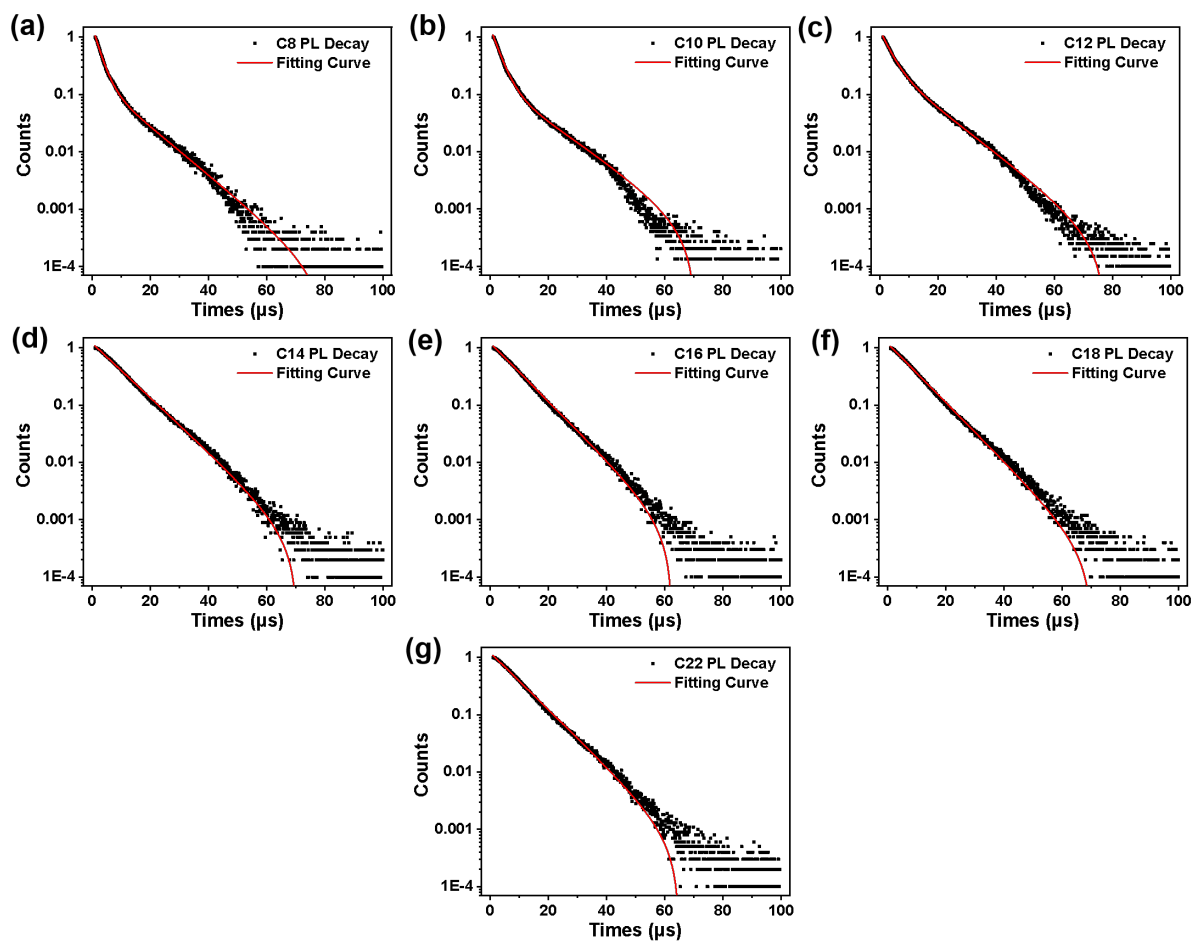 (a)
C8 PL Decay
Fitting Curve
1
0.1
0.01
0.001
1E-4
Counts
0 20 40 60 80 100
Times (µs)
(b)
C10 PL Decay
Fitting Curve
1
0.1
0.01
0.001
1E-4
Counts
0 20 40 60 80 100
Times (µs)
(c)
C12 PL Decay
Fitting Curve
1
0.1
0.01
0.001
1E-4
Counts
0 20 40 60 80 100
Times (µs)
(d)
C14 PL Decay
Fitting Curve
1
0.1
0.01
0.001
1E-4
Counts
0 20 40 60 80 100
Times (µs)
(e)
C16 PL Decay
Fitting Curve
1
0.1
0.01
0.001
1E-4
Counts
0 20 40 60 80 100
Times (µs)
(f)
C18 PL Decay
Fitting Curve
1
0.1
0.01
0.001
1E-4
Counts
0 20 40 60 80 100
Times (µs)
(g)
C22 PL Decay
Fitting Curve
1
0.1
0.01
0.001
1E-4
Counts
0 20 40 60 80 100
Times (µs)